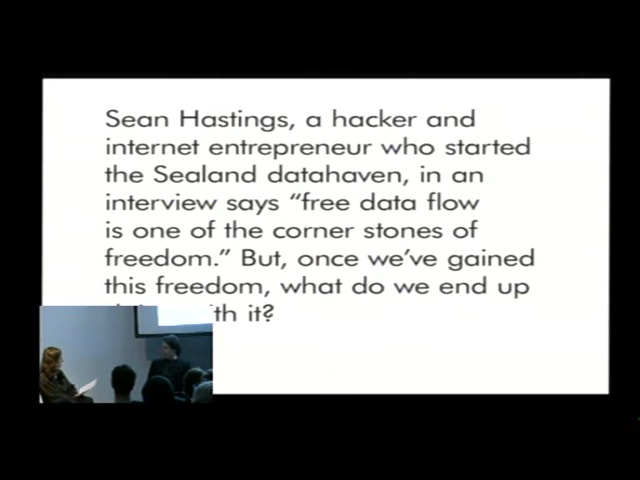 Sean Hastings, a hacker and
internet entrepreneur who started
the Sealand datahaven, in an
interview says “free data flow
is one of the corner stones of
freedom.” But, once we’ve gained
this freedom, what do we end up
it?